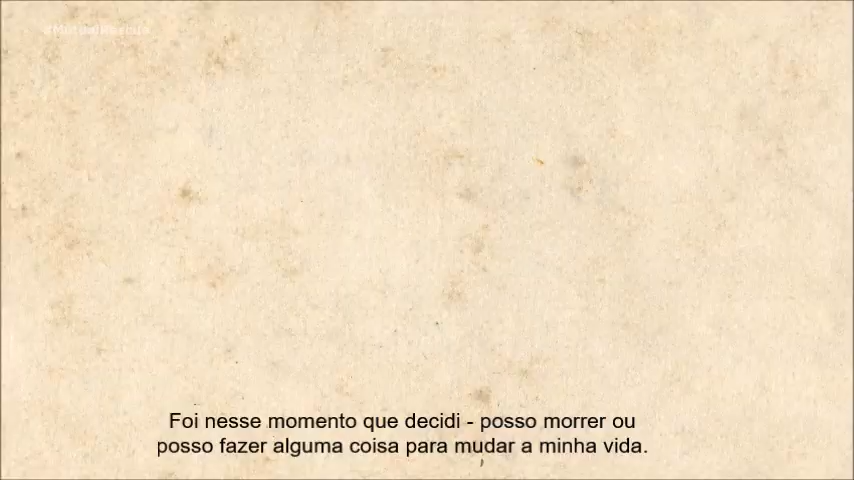 Foi nesse momento que decidi - posso morrer ou
posso fazer alguma coisa para mudar a minha vida.